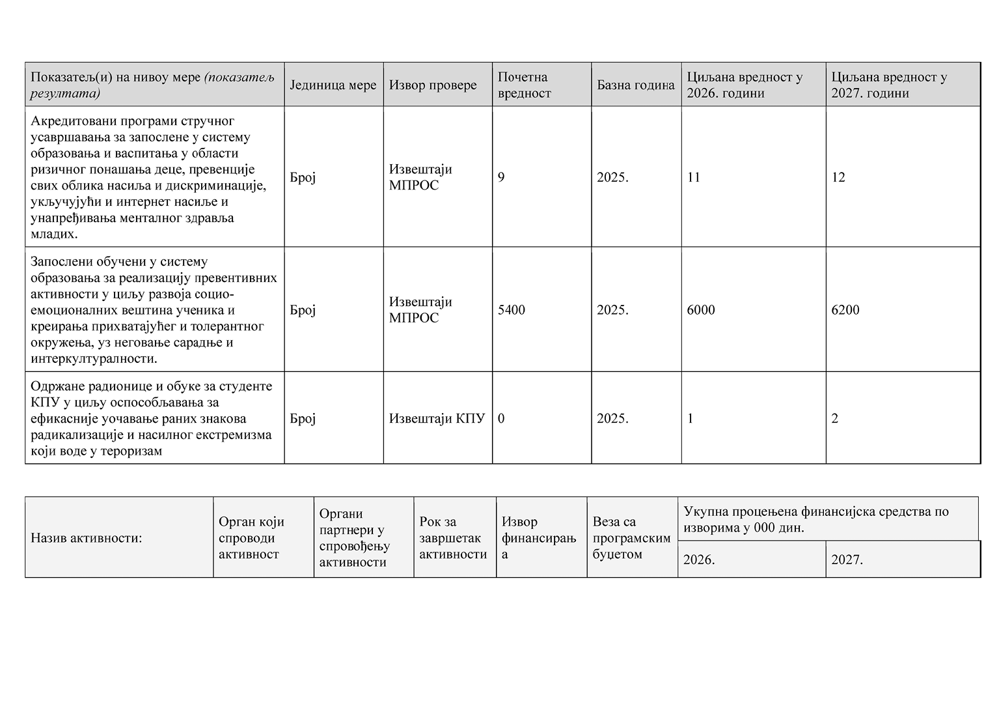 Показатељ(и) на нивоу мере (показатељ
резултата)
Јединица мере
Извор провере
Почетна
вредност
Базна година
Циљана вредност у
2026. години
Циљана вредност у
2027. години
Акредитовани програми стручног
усавршавања за запослене у систему
образовања и васпитања у области
ризичног понашања деце, превенције
свих облика насиља и дискриминације,
укључујући и интернет насиље и
унапређивања менталног здравља
младих.
Број
Извештаји
МПРОС
9
2025.
11
12
Запослени обучени у систему
образовања за реализацију превентивних
активности у циљу развоја социо-
емоционалних вештина ученика и
креирања прихватајућег и толерантног
окружења, уз неговање сарадње и
интеркултуралности.
Број
Извештаји
МПРОС
5400
2025.
6000
6200
Одржане радионице и обуке за студенте
КПУ у циљу оспособљавања за
ефикасније уочавање раних знакова
радикализације и насилног екстремизма
који воде у тероризам
Број
Извештаји КПУ
0
2025.
1
2
Назив активности:
Орган који
спроводи
активност
Органи
партнери у
спровођењу
активности
Рок за
завршетак
активности
Извор
финансирањ
а
Веза са
програмским
буџетом
Укупна процењена финансијска средства по
изворима у 000 дин.
2026.
2027.